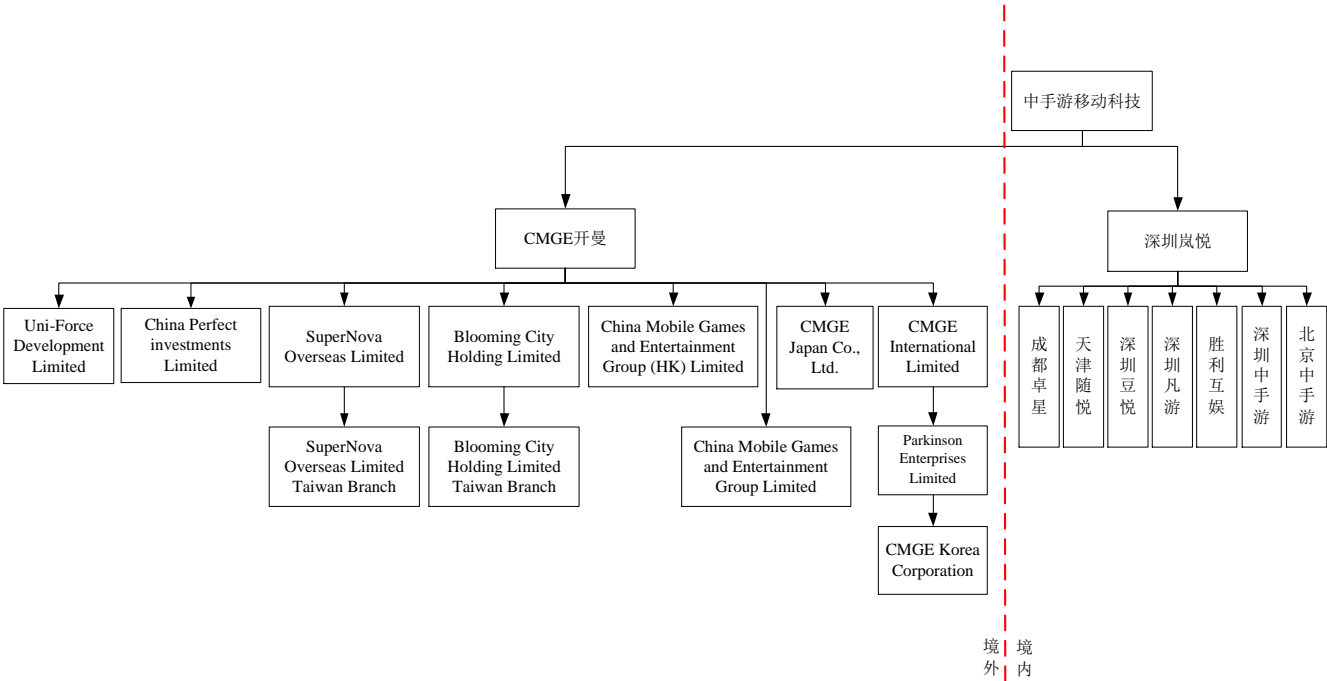 中手游移动科技
CMGE开曼
深圳岚悦
Uni-Force
Development
Limited
China Perfect
investments
Limited
SuperNova
Overseas Limited
Blooming City
Holding Limited
China Mobile Games
and Entertainment
Group (HK) Limited
CMGE
Japan Co.,
Ltd.
CMGE
International
Limited
成都卓星
天津随悦
深圳豆悦
深圳凡游
胜利互娱
深圳中手游
北京中手游
SuperNova
Overseas Limited
Taiwan Branch
Blooming City
Holding Limited
Taiwan Branch
China Mobile Games
and Entertainment
Group Limited
Parkinson
Enterprises
Limited
CMGE Korea
Corporation
境外
境内